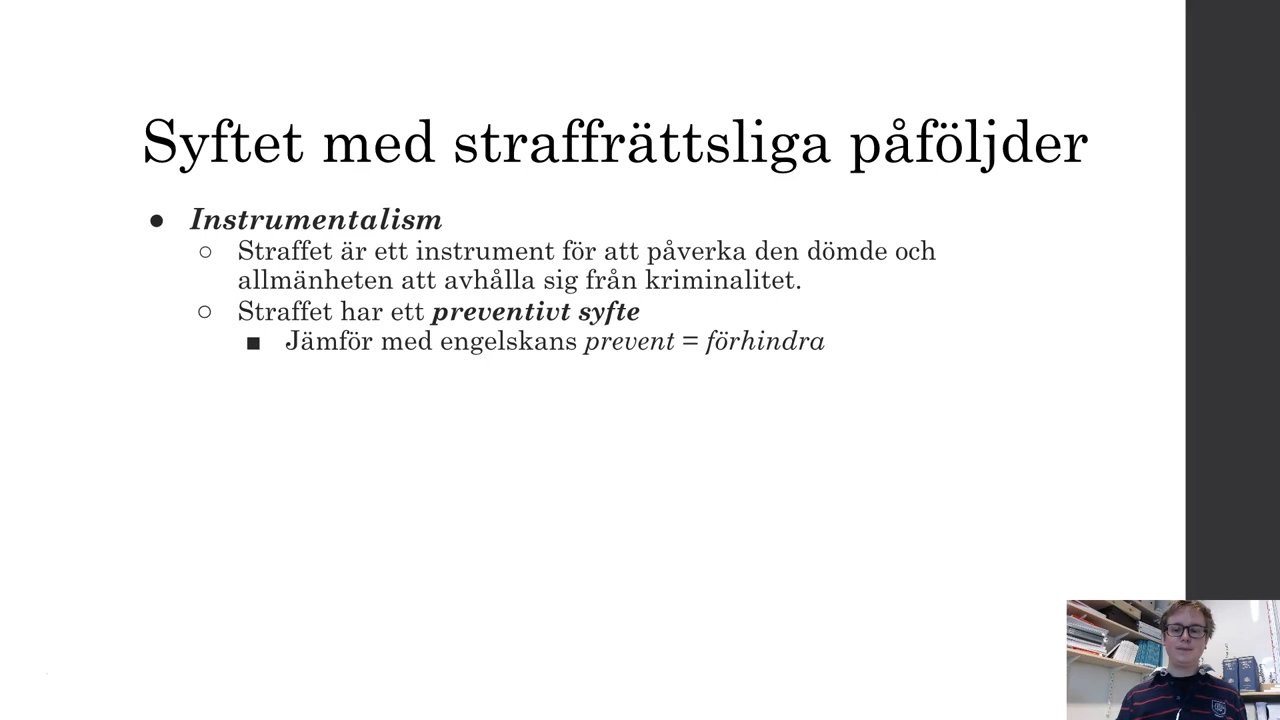 Syftet med straffrättsliga påföljder
● Instrumentalism
○ Straffet är ett instrument för att påverka den dömde och
allmänheten att avhålla sig från kriminalitet.
○ Straffet har ett preventivt syfte
■ Jämför med engelskans prevent = förhindra